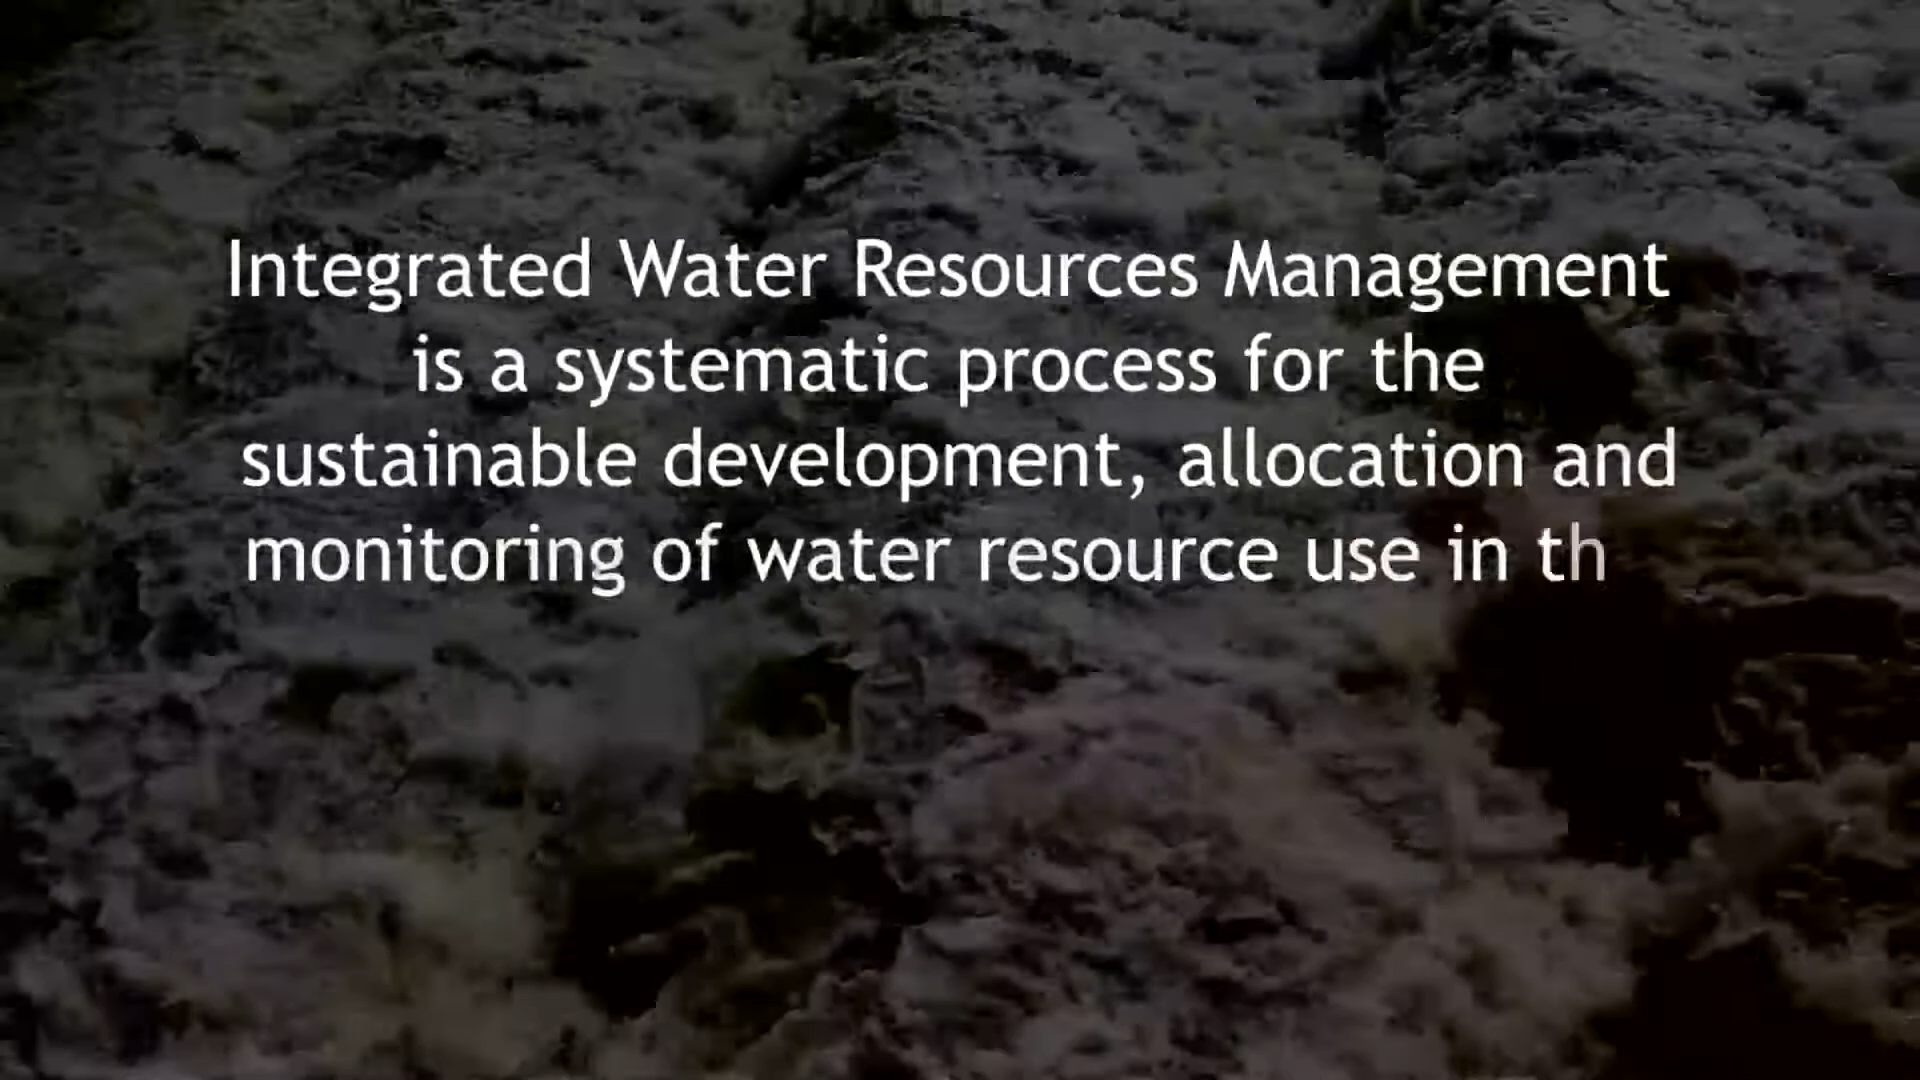 Integrated Water Resources Management
is a systematic process for the
sustainable development, allocation and
monitoring of water resource use in th